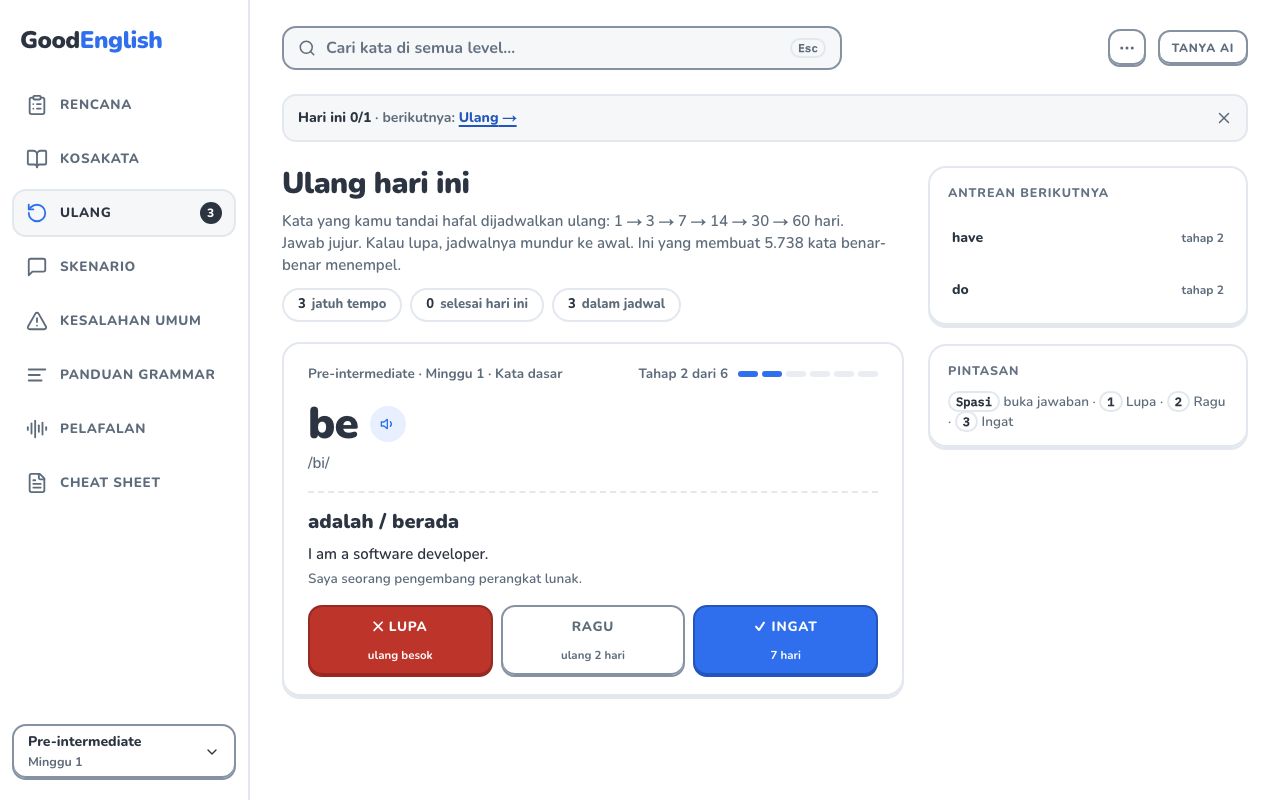 GoodEnglish
RENCANA
KOSAKATA
ULANG 3
SKENARIO
KESALAHAN UMUM
PANDUAN GRAMMAR
PELAFALAN
CHEAT SHEET
Pre-intermediate
Minggu 1
Cari kata di semua level... Esc
TANYA AI
Hari ini 0/1 · berikutnya: Ulang →
Ulang hari ini
Kata yang kamu tandai hafal dijadwalkan ulang: 1 → 3 → 7 → 14 → 30 → 60 hari.
Jawab jujur. Kalau lupa, jadwalnya mundur ke awal. Ini yang membuat 5.738 kata benar-
benar menempel.
3 jatuh tempo 0 selesai hari ini 3 dalam jadwal
Pre-intermediate · Minggu 1 · Kata dasar Tahap 2 dari 6
be
/bi/
adalah / berada
I am a software developer.
Saya seorang pengembang perangkat lunak.
✕ LUPA
ulang besok
RAGU
ulang 2 hari
✓ INGAT
7 hari
ANTREAN BERIKUTNYA
have tahap 2
do tahap 2
PINTASAN
Spasi buka jawaban · 1 Lupa · 2 Ragu
· 3 Ingat